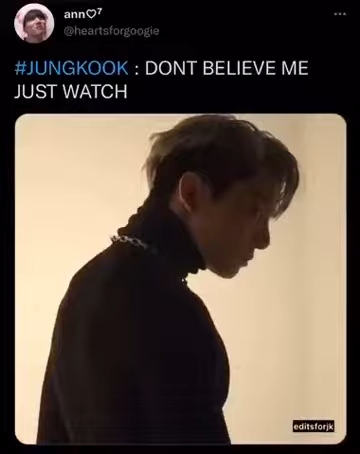 ann♡⁷
@heartsforgoogie
#JUNGKOOK : DONT BELIEVE ME
JUST WATCH
editsforjk